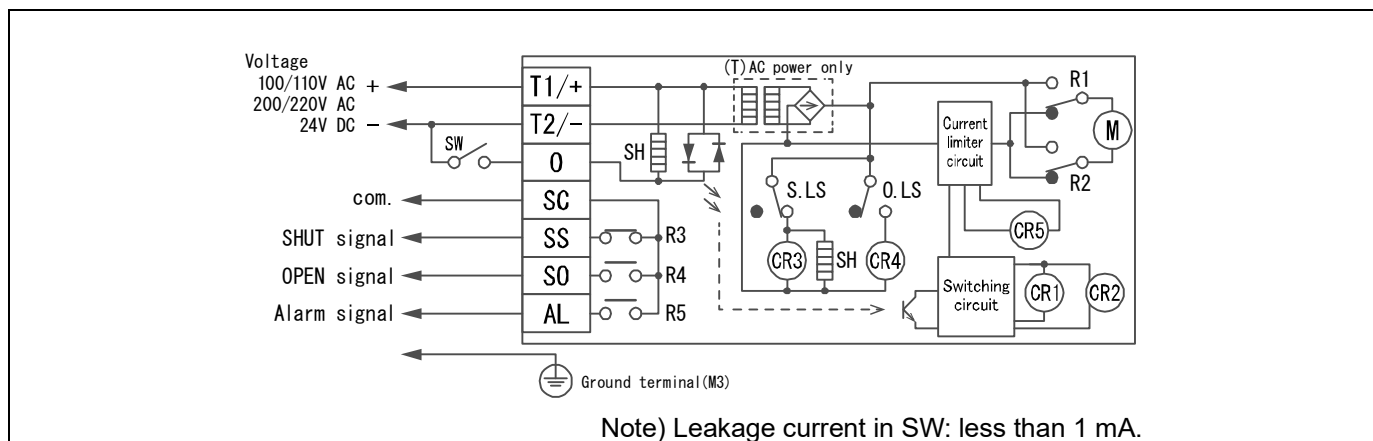 Voltage
100/110V AC +
200/220V AC
24V DC -
SW
com.
SHUT signal
OPEN signal
Alarm signal
T1/+
T2/-
O
SC
SS
SO
AL
R3
R4
R5
SH
(T)AC power only
S.LS
O.LS
CR3
SH
CR4
Current
limiter
circuit
CR5
Switching
circuit
CR1
CR2
R1
M
R2
Ground terminal(M3)
Note) Leakage current in SW: less than 1 mA.